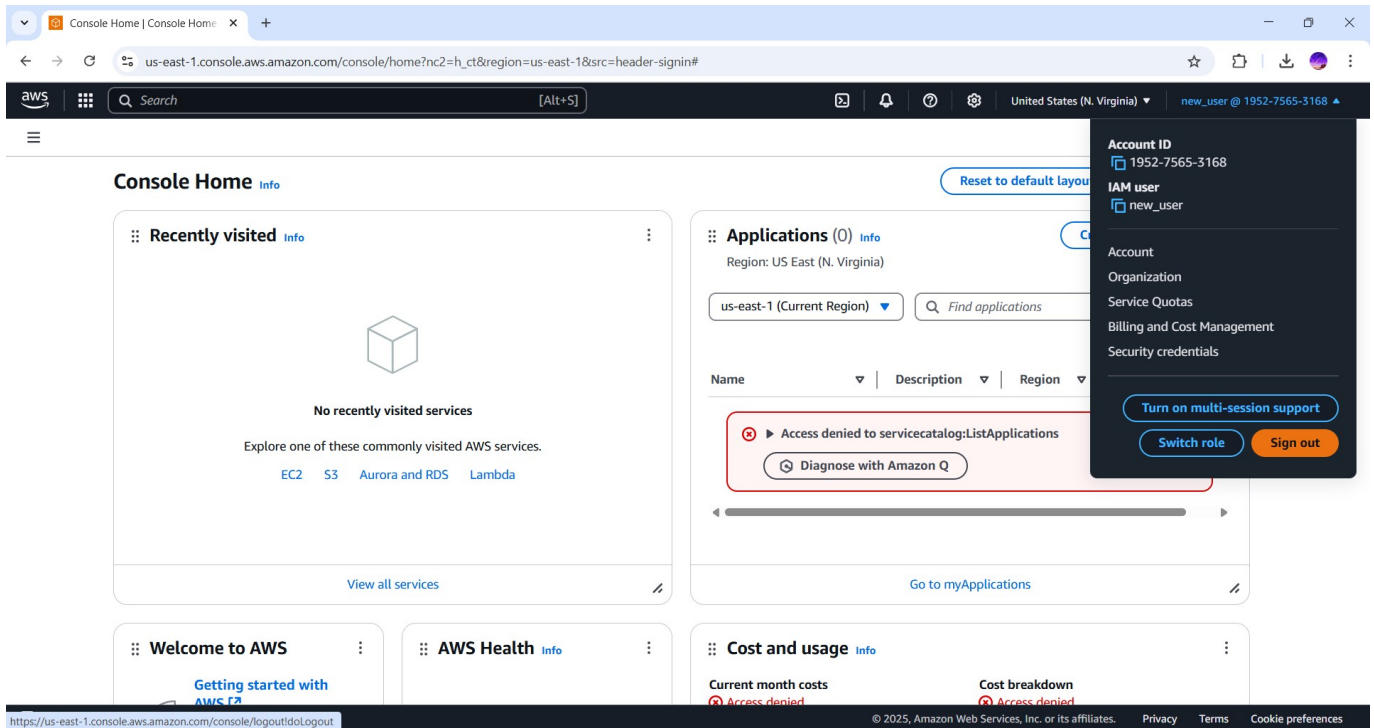 Console Home | Console Home
us-east-1.console.aws.amazon.com/console/home?nc2=h_ct&region=us-east-1&src=header-signin#
aws
Search [Alt+S]
United States (N. Virginia)
new_user @ 1952-7565-3168
Account ID
1952-7565-3168
IAM user
new_user
Account
Organization
Service Quotas
Billing and Cost Management
Security credentials
Turn on multi-session support
Switch role
Sign out
Console Home Info
Reset to default layou
Recently visited Info
No recently visited services
Explore one of these commonly visited AWS services.
EC2 S3 Aurora and RDS Lambda
View all services
Applications (0) Info
Region: US East (N. Virginia)
us-east-1 (Current Region)
Find applications
Name Description Region
Access denied to servicecatalog:ListApplications
Diagnose with Amazon Q
Go to myApplications
Welcome to AWS
Getting started with
AWS
AWS Health Info
Cost and usage Info
Current month costs
Access denied
Cost breakdown
Access denied
https://us-east-1.console.aws.amazon.com/console/logout!doLogout
© 2025, Amazon Web Services, Inc. or its affiliates. Privacy Terms Cookie preferences